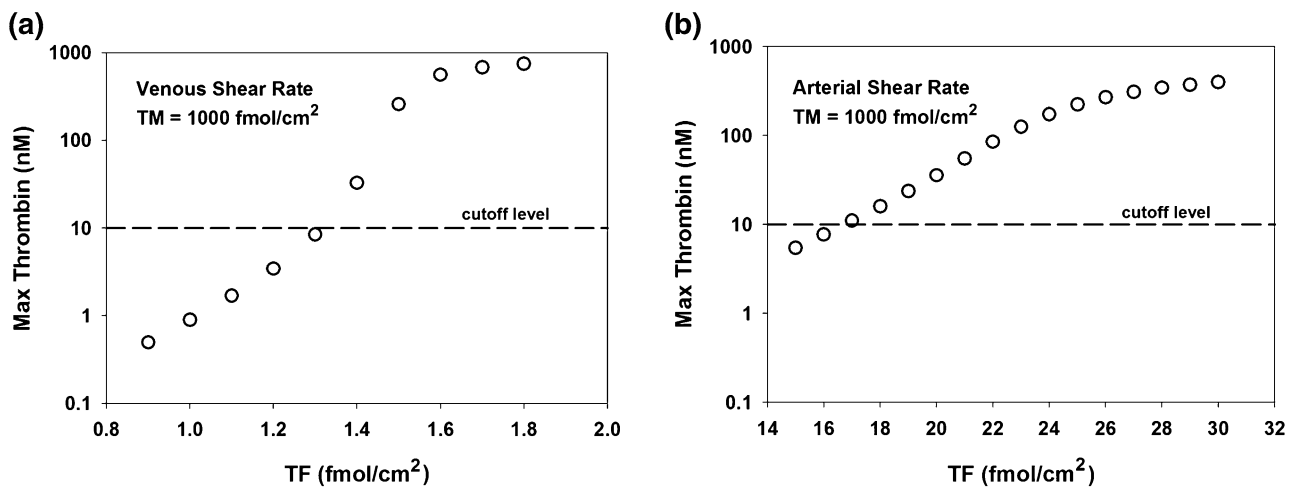 (a)
1000
100
10
1
0.1
Max Thrombin (nM)
Venous Shear Rate
TM = 1000 fmol/cm²
cutoff level
0.8 1.0 1.2 1.4 1.6 1.8 2.0
TF (fmol/cm²)
(b)
1000
100
10
1
0.1
Max Thrombin (nM)
Arterial Shear Rate
TM = 1000 fmol/cm²
cutoff level
14 16 18 20 22 24 26 28 30 32
TF (fmol/cm²)